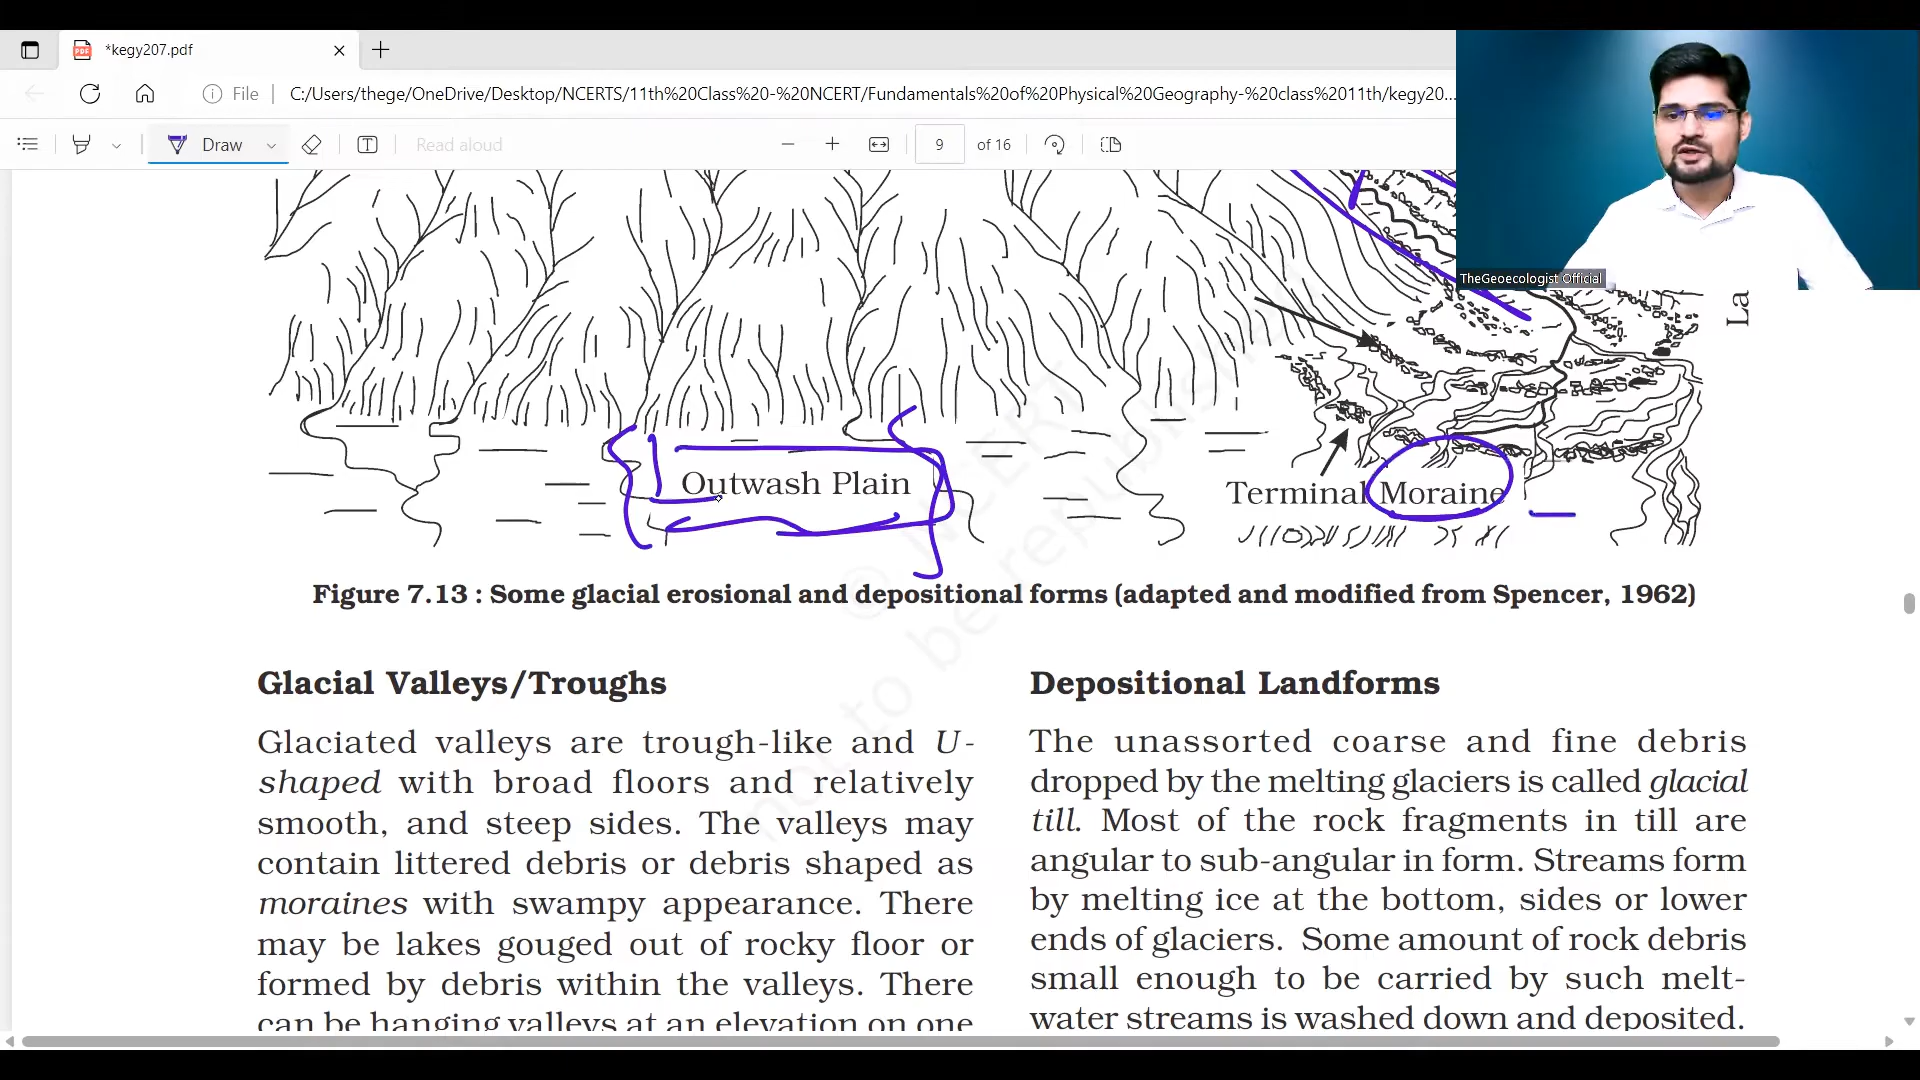 *kegy207.pdf
File
C:/Users/thege/OneDrive/Desktop/NCERTS/11th%20Class%20-%20NCERT/Fundamentals%20of%20Physical%20Geography-%20class%2011th/kegy20...
Draw
Read aloud
9 of 16
TheGeoecologist Official
La
Outwash Plain
Terminal Moraine
Figure 7.13 : Some glacial erosional and depositional forms (adapted and modified from Spencer, 1962)
© NCERT
not to be republished
Glacial Valleys/Troughs
Glaciated valleys are trough-like and U-
shaped with broad floors and relatively
smooth, and steep sides. The valleys may
contain littered debris or debris shaped as
moraines with swampy appearance. There
may be lakes gouged out of rocky floor or
formed by debris within the valleys. There
can be hanging valleys at an elevation on one
Depositional Landforms
The unassorted coarse and fine debris
dropped by the melting glaciers is called glacial
till. Most of the rock fragments in till are
angular to sub-angular in form. Streams form
by melting ice at the bottom, sides or lower
ends of glaciers. Some amount of rock debris
small enough to be carried by such melt-
water streams is washed down and deposited.